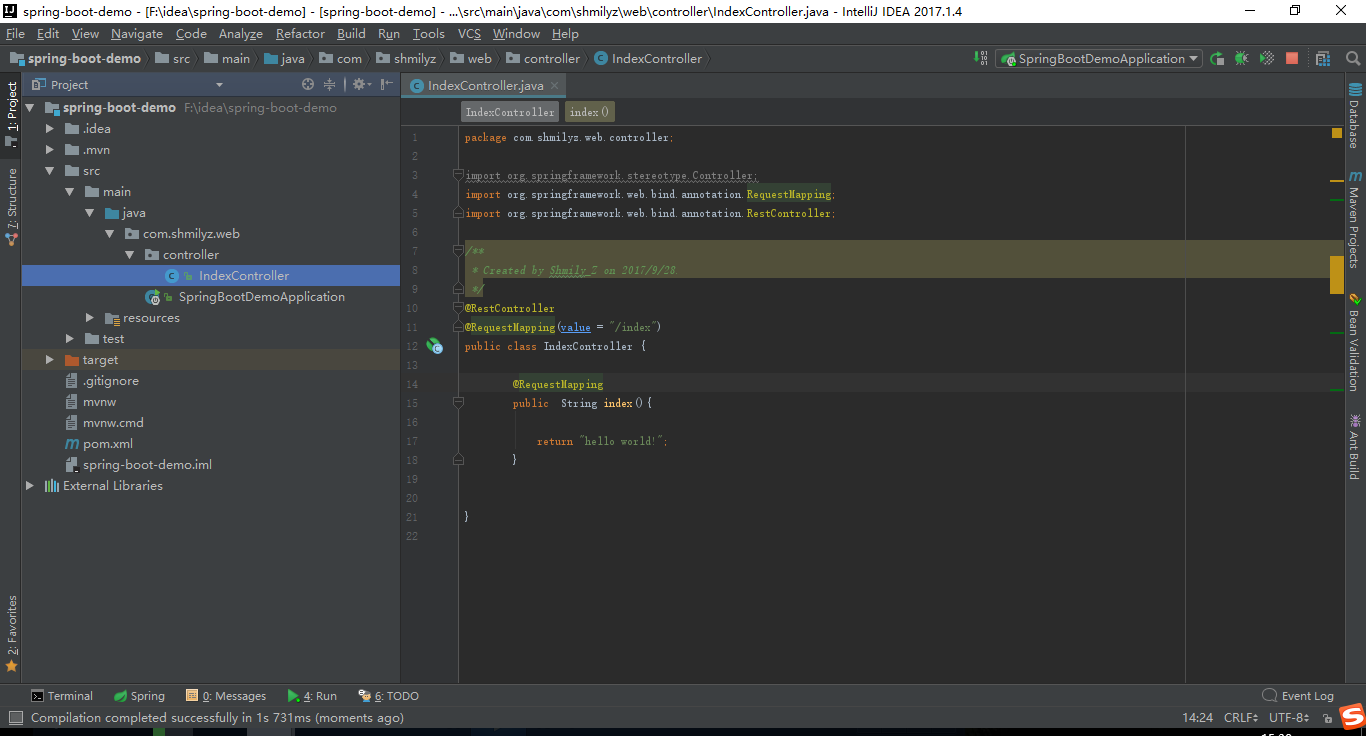 spring-boot-demo - [F:\idea\spring-boot-demo] - [spring-boot-demo] - ...\src\main\java\com\shmilyz\web\controller\IndexController.java - IntelliJ IDEA 2017.1.4
File Edit View Navigate Code Analyze Refactor Build Run Tools VCS Window Help
spring-boot-demo src main java com shmilyz web controller IndexController SpringBootDemoApplication
Project
IndexController.java
IndexController index()
1: Project
7: Structure
2: Favorites
spring-boot-demo F:\idea\spring-boot-demo
.idea
.mvn
src
main
java
com.shmilyz.web
controller
IndexController
SpringBootDemoApplication
resources
test
target
.gitignore
mvnw
mvnw.cmd
pom.xml
spring-boot-demo.iml
External Libraries
1 package com.shmilyz.web.controller;
2
3 import org.springframework.stereotype.Controller;
4 import org.springframework.web.bind.annotation.RequestMapping;
5 import org.springframework.web.bind.annotation.RestController;
6
7 /**
8 * Created by Shmily_Z on 2017/9/28.
9 */
10 @RestController
11 @RequestMapping(value = "/index")
12 public class IndexController {
13
14 @RequestMapping
15 public String index(){
16
17 return "hello world!";
18 }
19
20
21 }
22
Database
Maven Projects
Bean Validation
Ant Build
Terminal Spring 0: Messages 4: Run 6: TODO Event Log
Compilation completed successfully in 1s 731ms (moments ago) 14:24 CRLF UTF-8